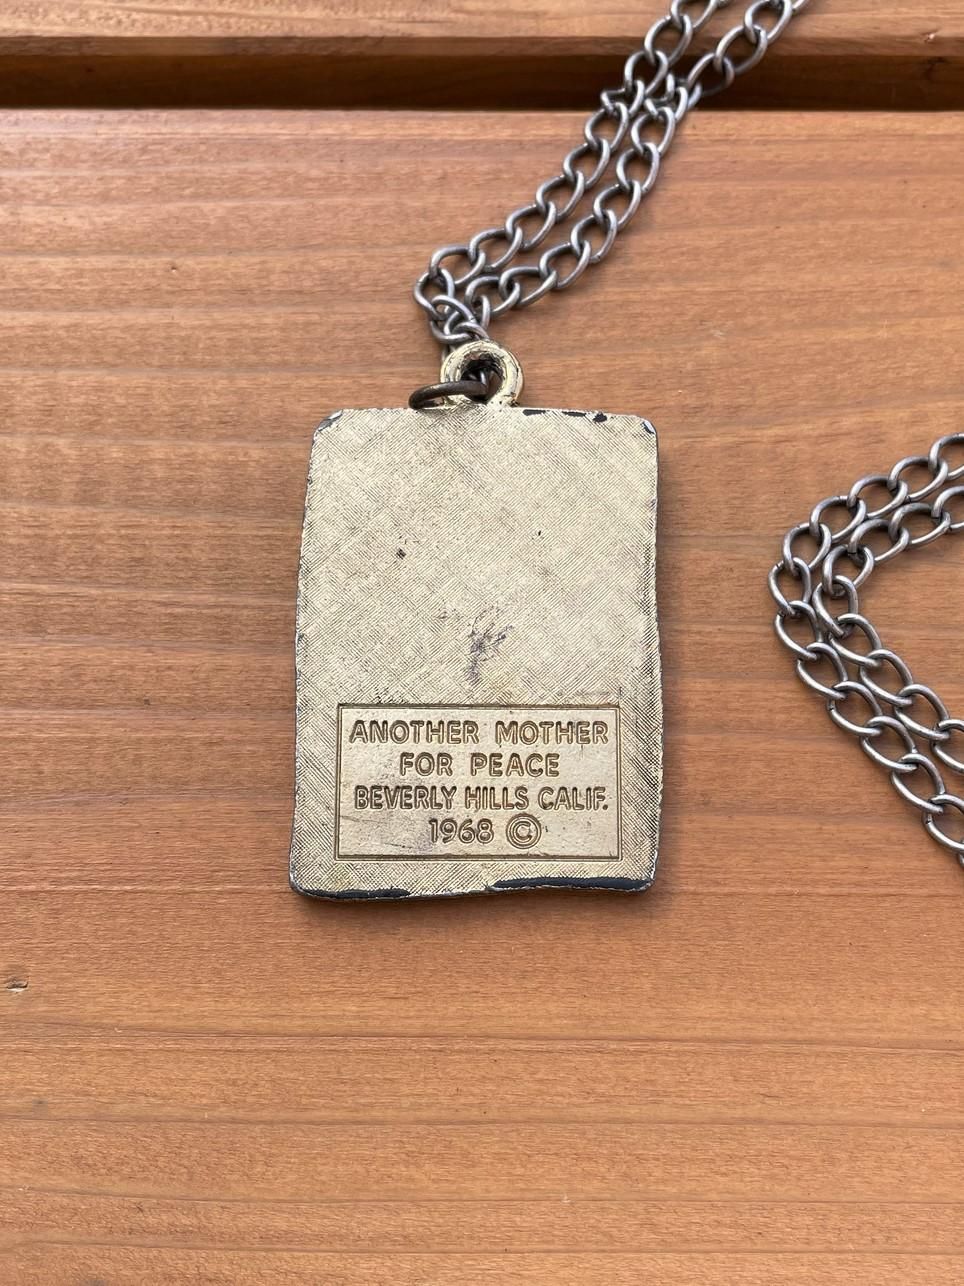 ANOTHER MOTHER
FOR PEACE
BEVERLY HILLS CALIF.
1968 ©